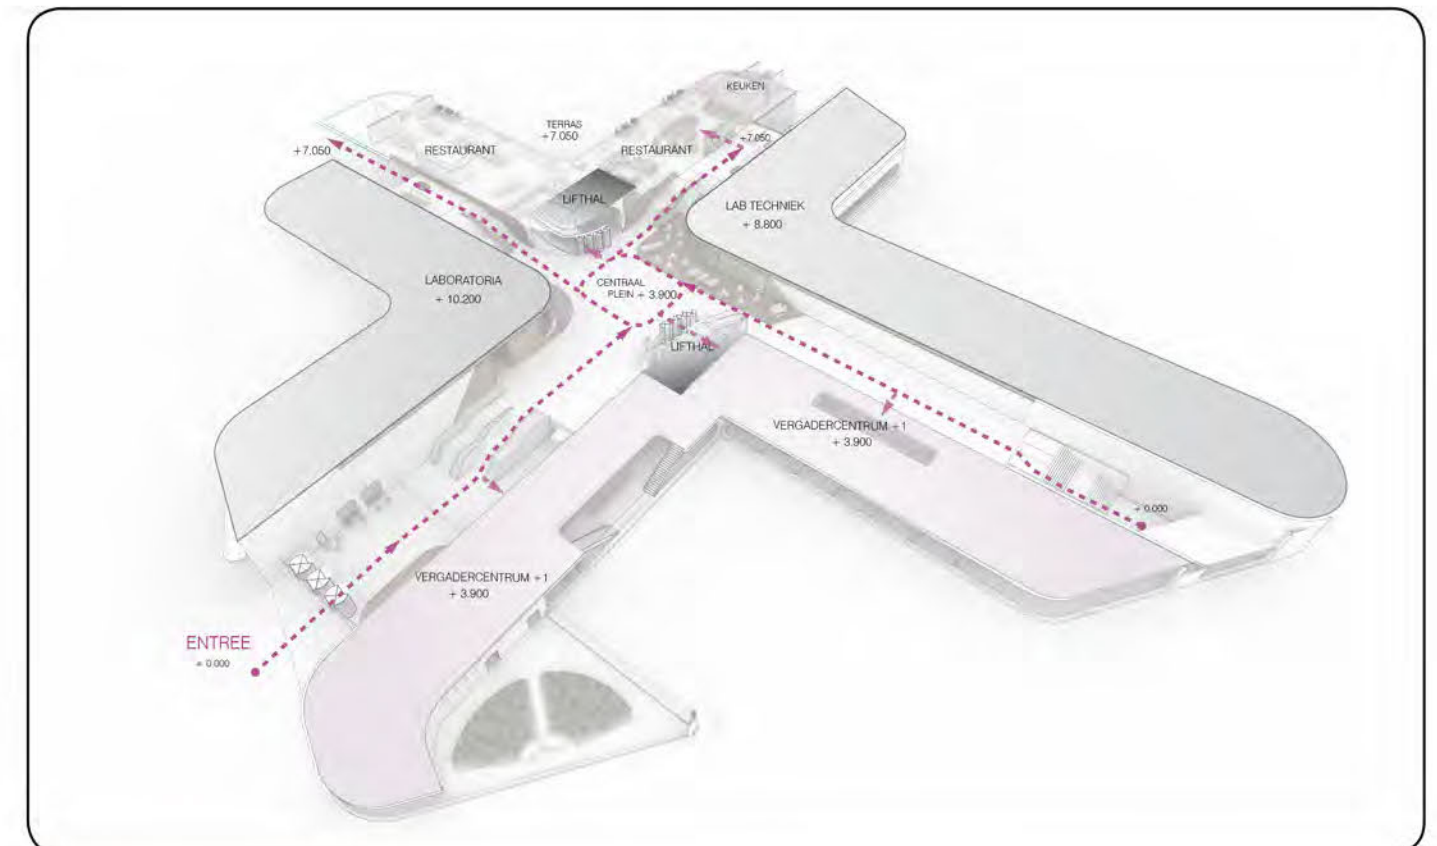 KEUKEN
TERRAS
+7.050
+7.050
+7.050
RESTAURANT
RESTAURANT
LIFTHAL
LAB TECHNIEK
+ 8.800
LABORATORIA
+ 10.200
CENTRAAL
PLEIN + 3.900
LIFTHAL
VERGADERCENTRUM +1
+ 3.900
+ 0.000
VERGADERCENTRUM +1
+ 3.900
ENTREE
+ 0.000